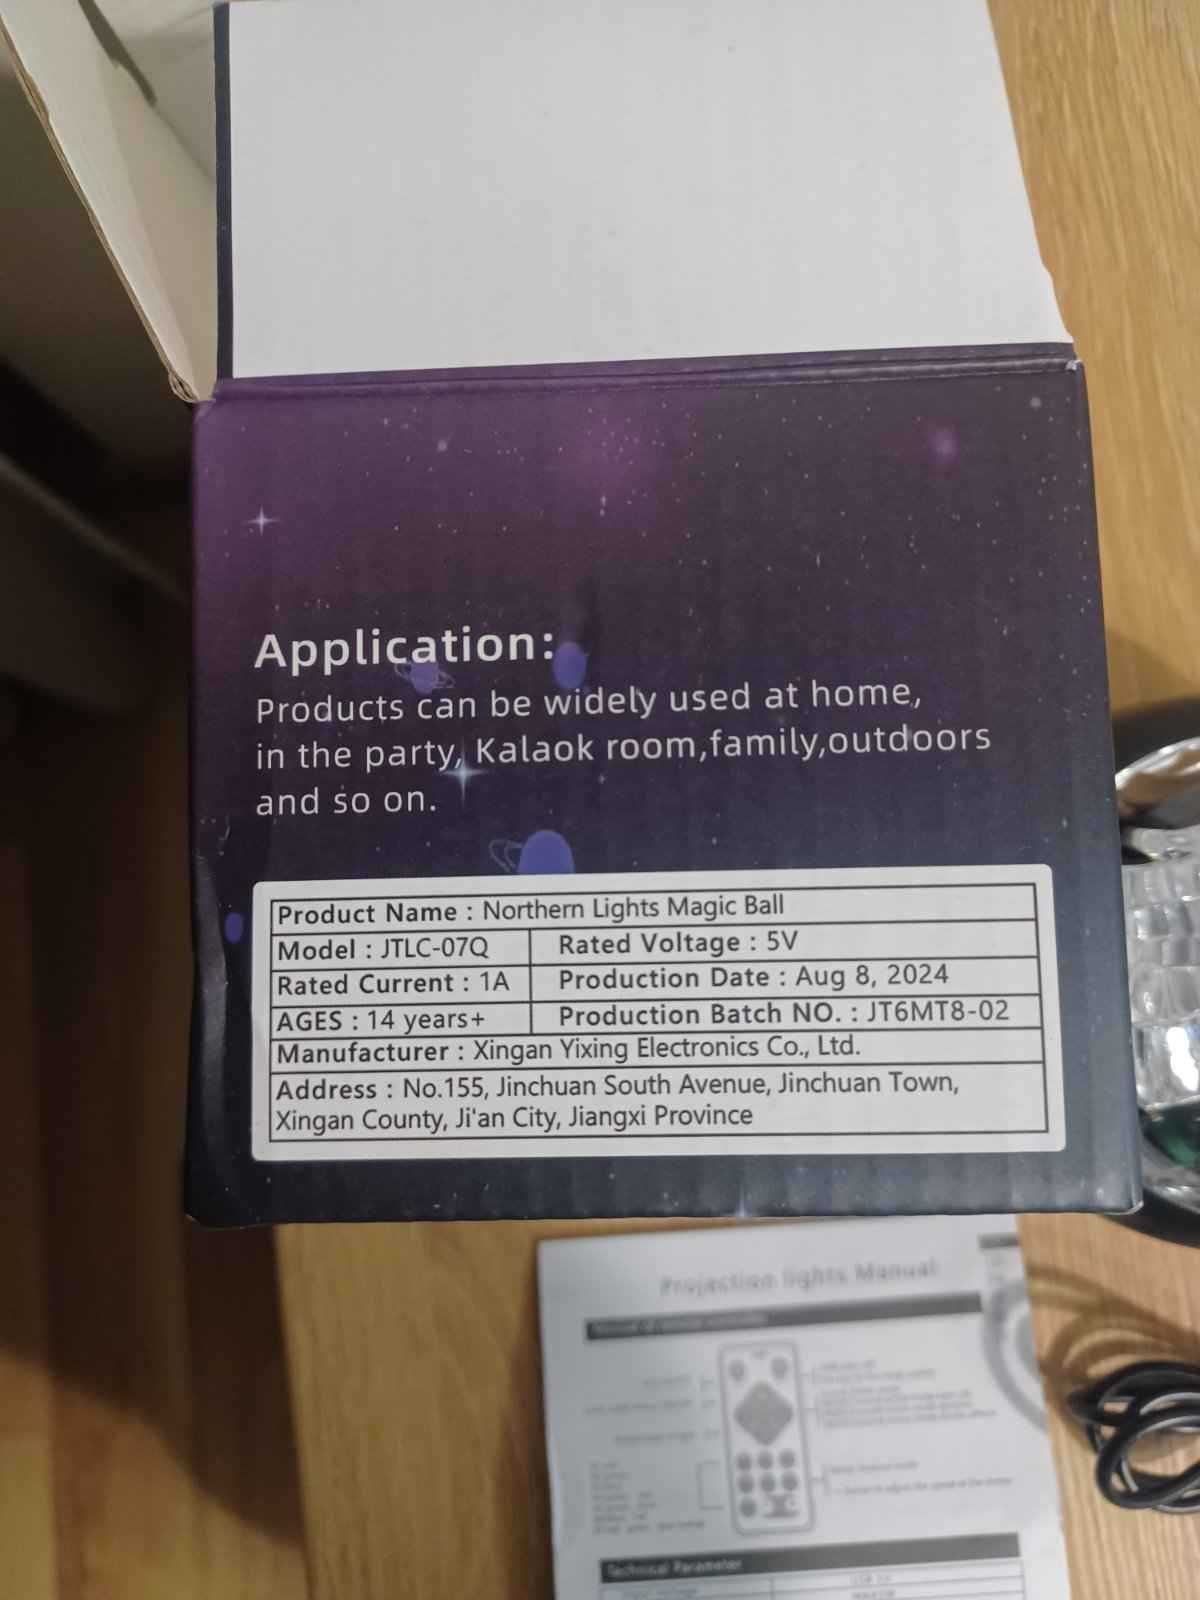 Application:
Products can be widely used at home,
in the party, Kalaok room,family,outdoors
and so on.
Product Name : Northern Lights Magic Ball
Model : JTLC-07Q
Rated Voltage : 5V
Rated Current : 1A
Production Date : Aug 8, 2024
AGES : 14 years+
Production Batch NO. : JT6MT8-02
Manufacturer : Xingan Yixing Electronics Co., Ltd.
Address : No.155, Jinchuan South Avenue, Jinchuan Town,
Xingan County, Ji'an City, Jiangxi Province
Projection lights Manual
Technical Parameter